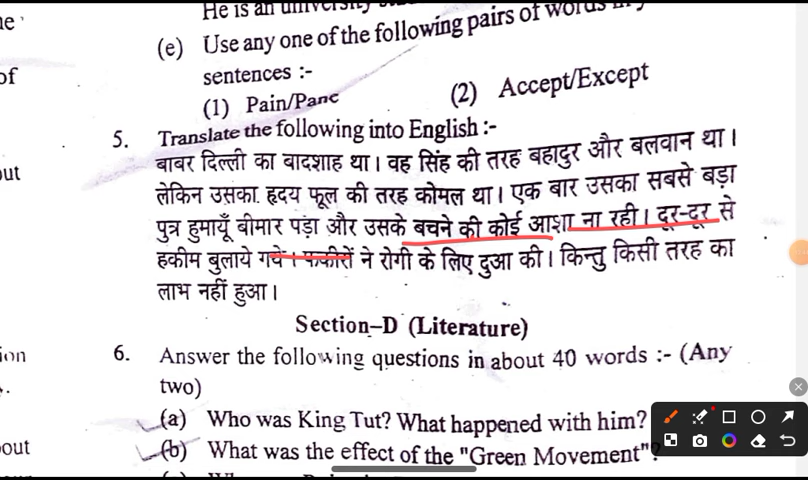 He is an university
(e) Use any one of the following pairs of words in
sentences :-
(1) Pain/Pane (2) Accept/Except
5. Translate the following into English :-
बाबर दिल्ली का बादशाह था। वह सिंह की तरह बहादुर और बलवान था।
लेकिन उसका हृदय फूल की तरह कोमल था। एक बार उसका सबसे बड़ा
पुत्र हुमायूँ बीमार पड़ा और उसके बचने की कोई आशा ना रही। दूर-दूर से
हकीम बुलाये गये। फकीरों ने रोगी के लिए दुआ की। किन्तु किसी तरह का
लाभ नहीं हुआ।
Section–D (Literature)
6. Answer the following questions in about 40 words :- (Any
two)
(a) Who was King Tut? What happened with him?
(b) What was the effect of the "Green Movement"?
of
out